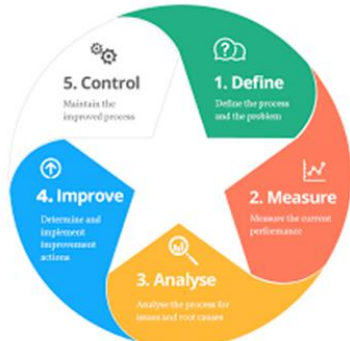 1. Define
Define the process
and the problem
2. Measure
Measure the current
performance
3. Analyse
Analyse the process for
issues and root causes
4. Improve
Determine and
implement
improvement
actions
5. Control
Maintain the
improved process